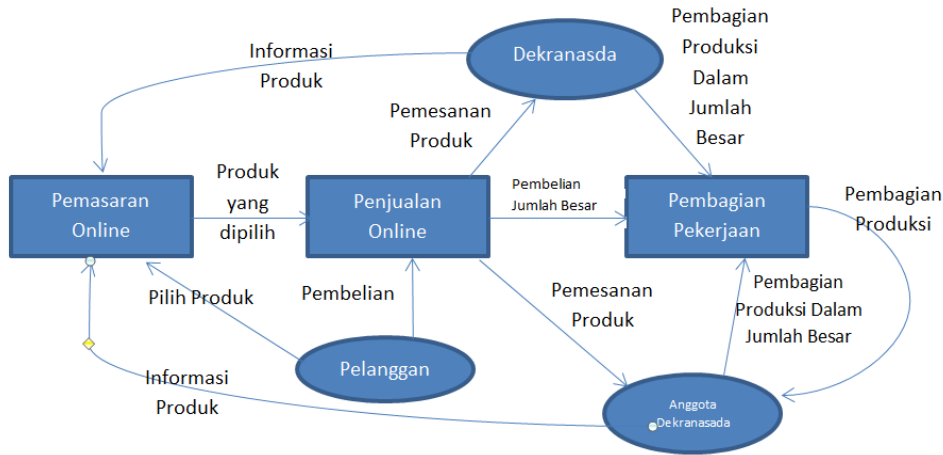 Informasi
Produk
Dekranasda
Pembagian
Produksi
Dalam
Jumlah
Besar
Pemesanan
Produk
Pemasaran
Online
Produk
yang
dipilih
Penjualan
Online
Pembelian
Jumlah Besar
Pembagian
Pekerjaan
Pembagian
Produksi
Pilih Produk
Pembelian
Pemesanan
Produk
Pembagian
Produksi Dalam
Jumlah Besar
Pelanggan
Informasi
Produk
Anggota
Dekranasada